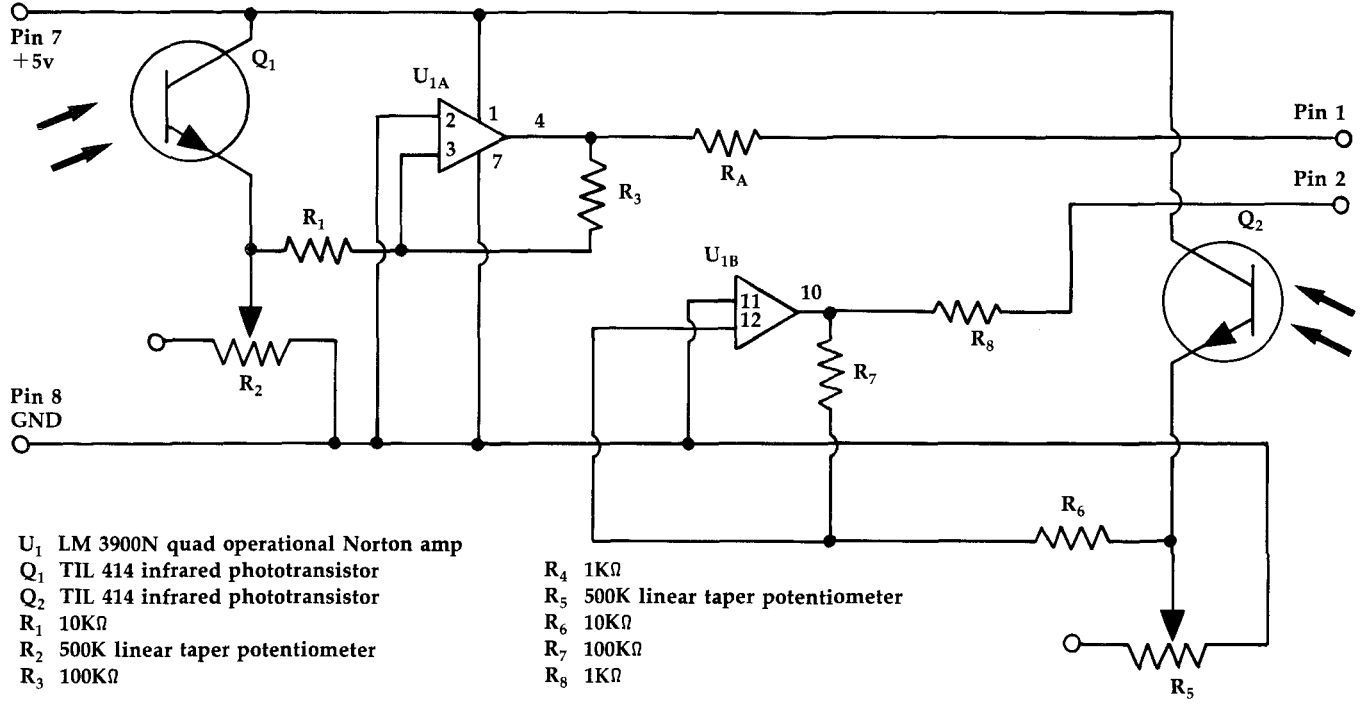 Pin 7
+5v
Q1
U1A
2
3
1
4
7
Pin 1
RA
R3
Pin 2
Q2
R1
U1B
11
12
10
R8
R7
R2
Pin 8
GND
R6
R5
U1 LM 3900N quad operational Norton amp
Q1 TIL 414 infrared phototransistor
Q2 TIL 414 infrared phototransistor
R1 10KΩ
R2 500K linear taper potentiometer
R3 100KΩ
R4 1KΩ
R5 500K linear taper potentiometer
R6 10KΩ
R7 100KΩ
R8 1KΩ